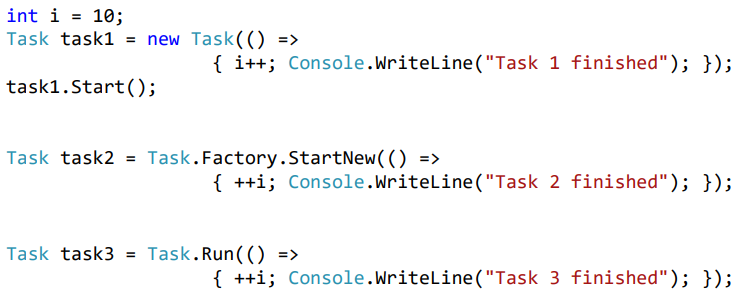 int i = 10;
Task task1 = new Task(() =>
{ i++; Console.WriteLine("Task 1 finished"); });
task1.Start();
Task task2 = Task.Factory.StartNew(() =>
{ ++i; Console.WriteLine("Task 2 finished"); });
Task task3 = Task.Run(() =>
{ ++i; Console.WriteLine("Task 3 finished"); });